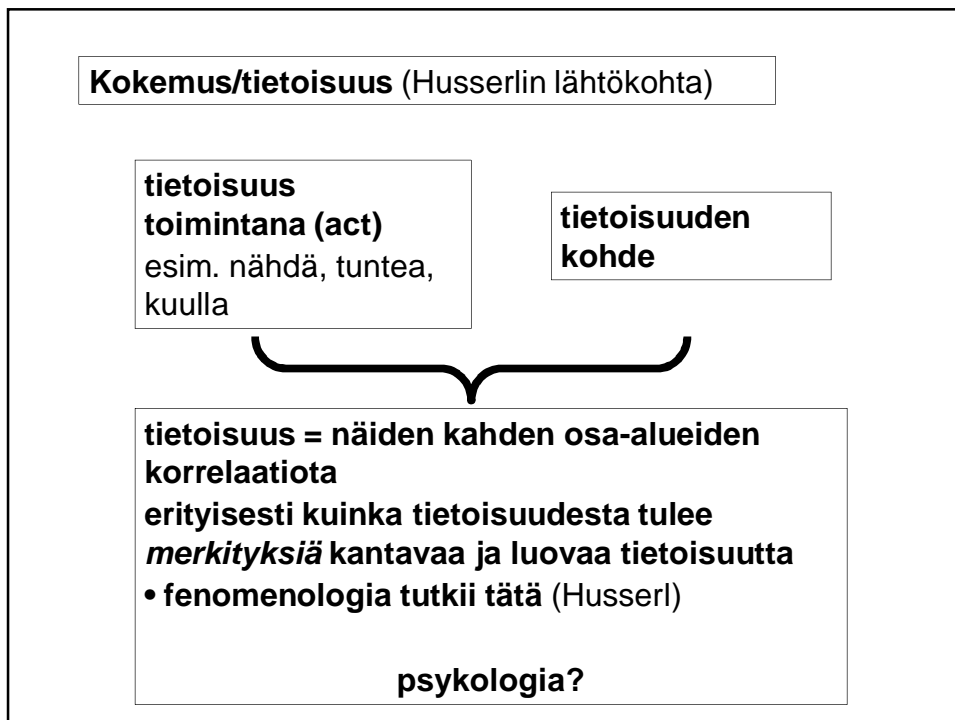 Kokemus/tietoisuus (Husserlin lähtökohta)
tietoisuus
toimintana (act)
esim. nähdä, tuntea,
kuulla
tietoisuuden
kohde
tietoisuus = näiden kahden osa-alueiden
korrelaatiota
erityisesti kuinka tietoisuudesta tulee
merkityksiä kantavaa ja luovaa tietoisuutta
• fenomenologia tutkii tätä (Husserl)
psykologia?